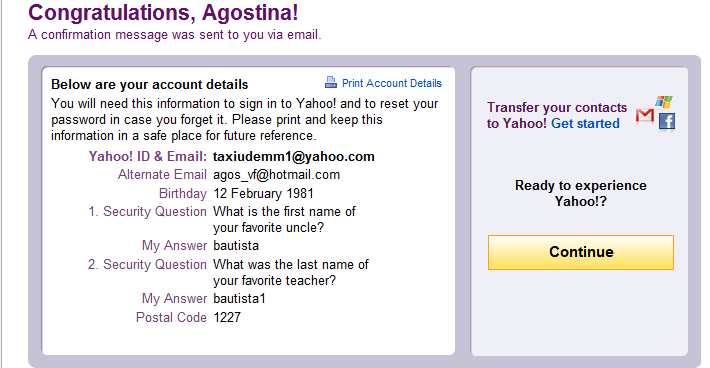 Congratulations, Agostina!
A confirmation message was sent to you via email.
Below are your account details
Print Account Details
You will need this information to sign in to Yahoo! and to reset your
password in case you forget it. Please print and keep this
information in a safe place for future reference.
Yahoo! ID & Email: taxiudemm1@yahoo.com
Alternate Email agos_vf@hotmail.com
Birthday 12 February 1981
1. Security Question What is the first name of
your favorite uncle?
My Answer bautista
2. Security Question What was the last name of
your favorite teacher?
My Answer bautista1
Postal Code 1227
Transfer your contacts
to Yahoo! Get started
Ready to experience
Yahoo!?
Continue